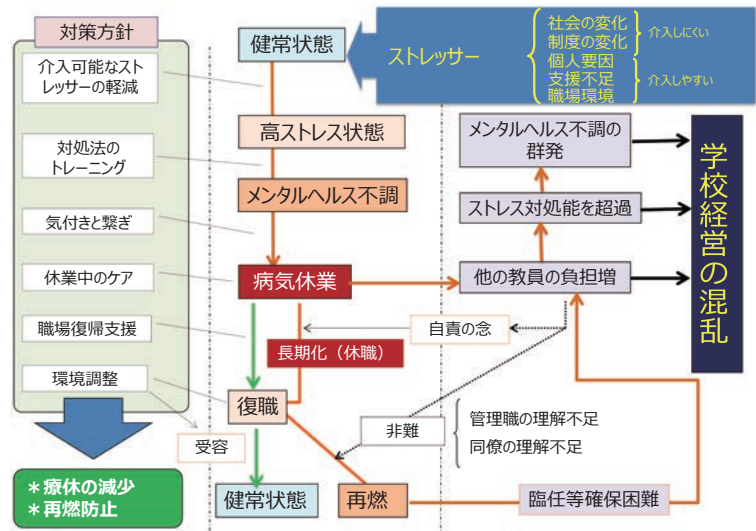 対策方針
介入可能なスト
レッサーの軽減
対処法の
トレーニング
気付きと繋ぎ
休業中のケア
職場復帰支援
環境調整
受容
＊療休の減少
＊再燃防止
健常状態
高ストレス状態
メンタルヘルス不調
病気休業
長期化（休職）
復職
健常状態
再燃
ストレッサー
社会の変化
制度の変化
個人要因
支援不足
職場環境
介入しにくい
介入しやすい
メンタルヘルス不調の
群発
ストレス対処能を超過
他の教員の負担増
自責の念
非難
管理職の理解不足
同僚の理解不足
臨任等確保困難
学校経営の混乱